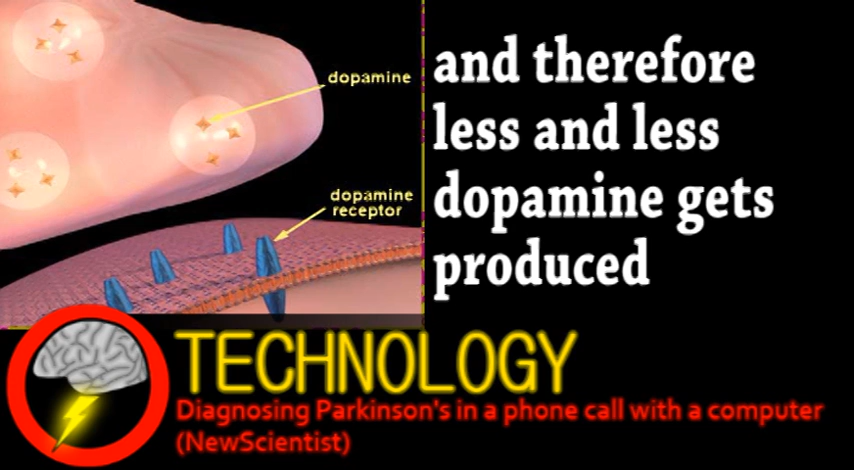 dopamine
dopamine
receptor
and therefore
less and less
dopamine gets
produced
TECHNOLOGY
Diagnosing Parkinson's in a phone call with a computer
(NewScientist)